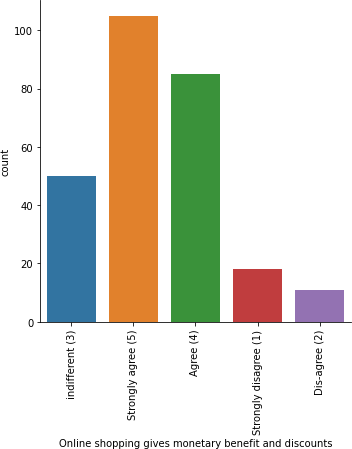 100
80
60
40
20
0
count
indifferent (3)
Strongly agree (5)
Agree (4)
Strongly disagree (1)
Dis-agree (2)
Online shopping gives monetary benefit and discounts